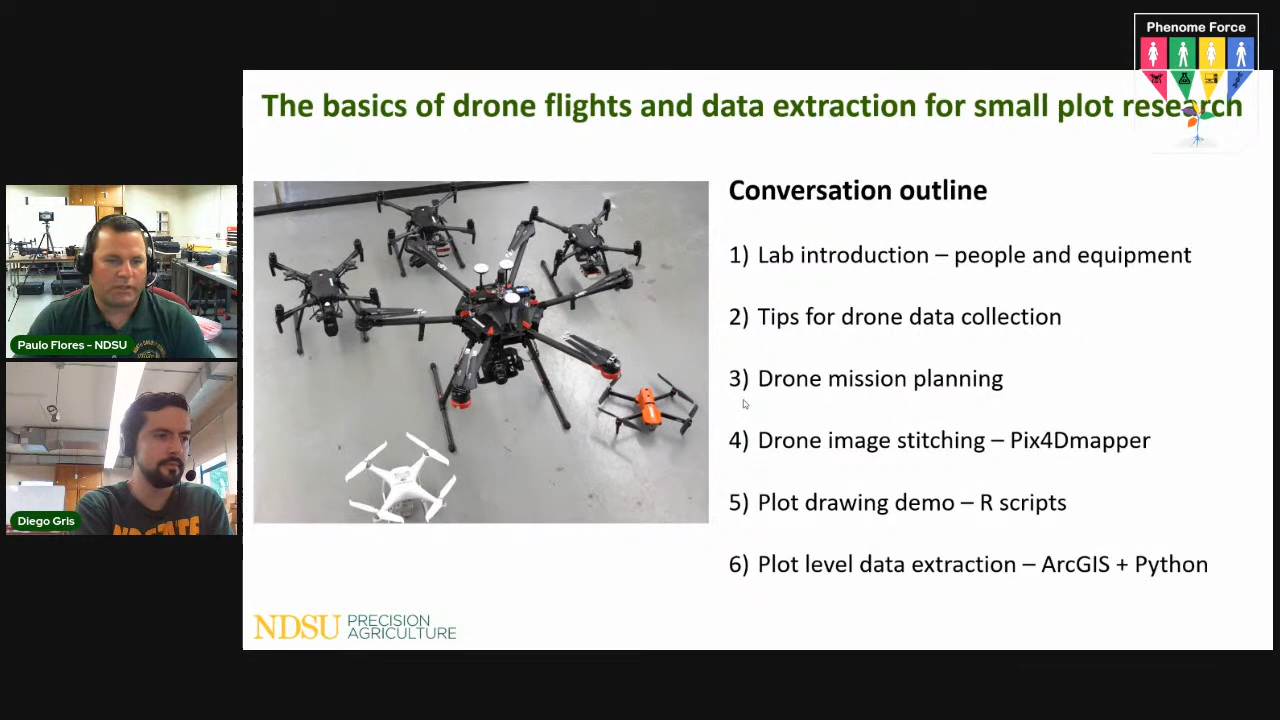 Phenome Force
The basics of drone flights and data extraction for small plot research
Conversation outline
1) Lab introduction – people and equipment
2) Tips for drone data collection
3) Drone mission planning
4) Drone image stitching – Pix4Dmapper
5) Plot drawing demo – R scripts
6) Plot level data extraction – ArcGIS + Python
Paulo Flores – NDSU
Diego Gris
NDSU PRECISION
AGRICULTURE